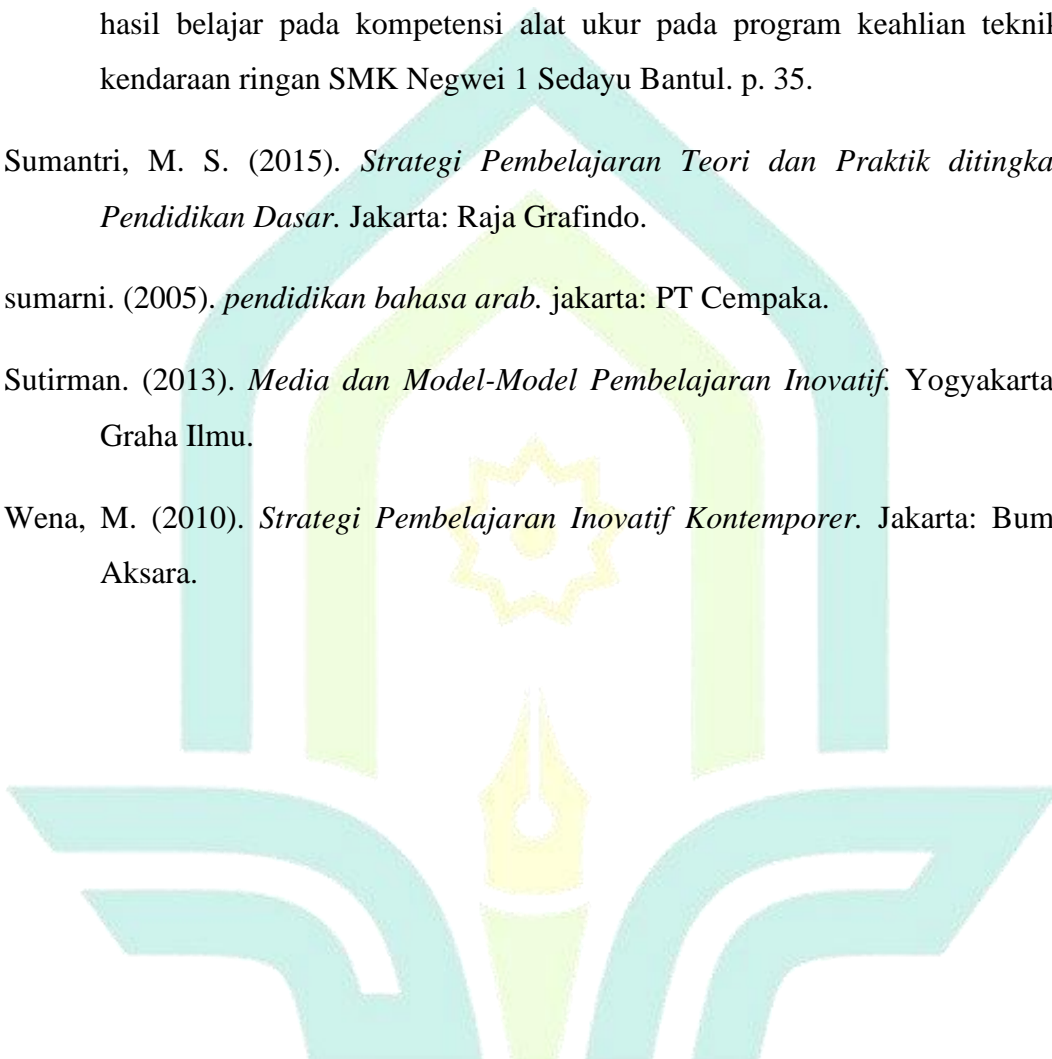 hasil belajar pada kompetensi alat ukur pada program keahlian teknik
kendaraan ringan SMK Negwei 1 Sedayu Bantul. p. 35.
Sumantri, M. S. (2015). Strategi Pembelajaran Teori dan Praktik ditingka
Pendidikan Dasar. Jakarta: Raja Grafindo.
sumarni. (2005). pendidikan bahasa arab. jakarta: PT Cempaka.
Sutirman. (2013). Media dan Model-Model Pembelajaran Inovatif. Yogyakarta
Graha Ilmu.
Wena, M. (2010). Strategi Pembelajaran Inovatif Kontemporer. Jakarta: Bum
Aksara.